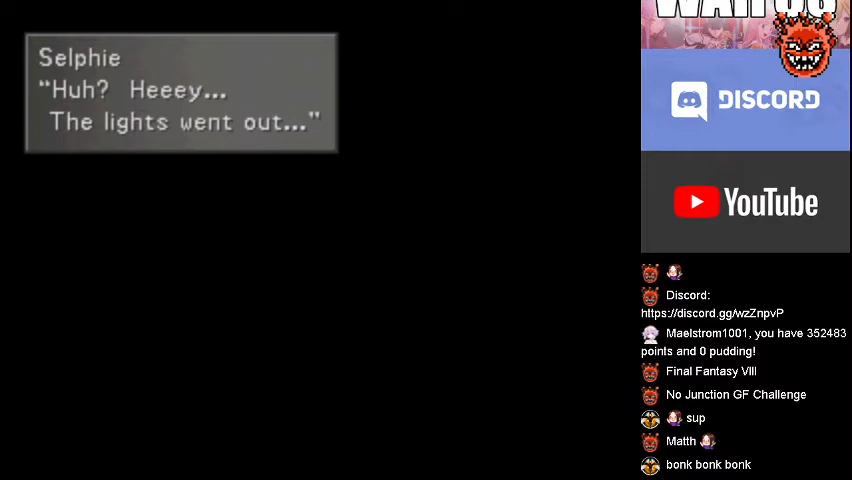 Selphie
"Huh? Heeey...
The lights went out..."
DISCORD
YouTube
Discord:
https://discord.gg/wzZnpvP
Maelstrom1001, you have 352483
points and 0 pudding!
Final Fantasy VIII
No Junction GF Challenge
sup
Matth
bonk bonk bonk